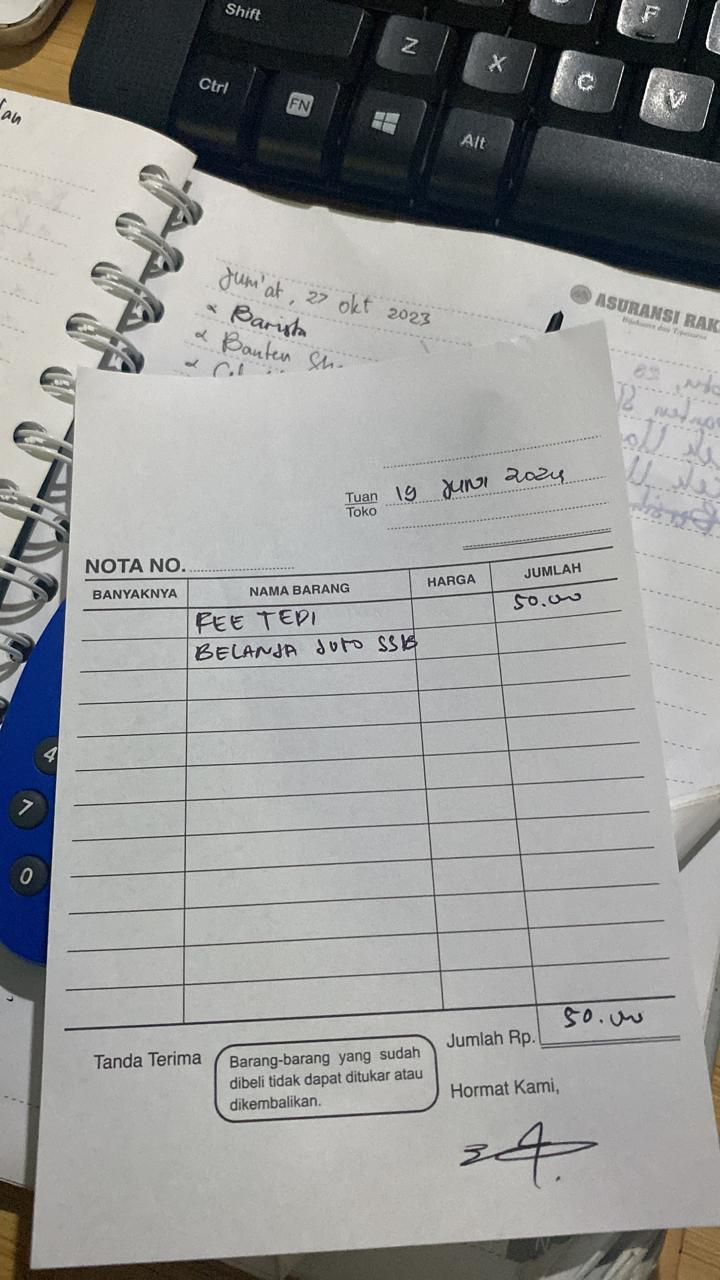 Shift
Z
X
C
F
V
Ctrl
FN
Alt
Jum'at, 27 Okt 2023
Barista
Banten
ASURANSI RAK
Tuan
Toko
19 JUNI 2024
NOTA NO.
BANYAKNYA NAMA BARANG HARGA JUMLAH
FEE TEDI 50.000
BELANJA SSB
4
7
0
Jumlah Rp. 50.000
Tanda Terima
Barang-barang yang sudah
dibeli tidak dapat ditukar atau
dikembalikan.
Hormat Kami,